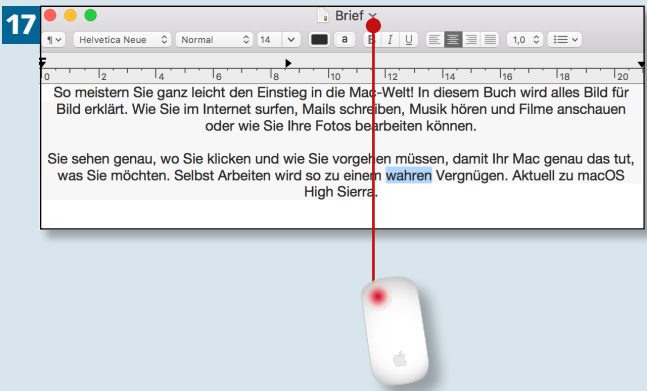 17
Brief
¶ Helvetica Neue Normal 14 a B I U 1,0
0 2 4 6 8 10 12 14 16 18 20
So meistern Sie ganz leicht den Einstieg in die Mac-Welt! In diesem Buch wird alles Bild für
Bild erklärt. Wie Sie im Internet surfen, Mails schreiben, Musik hören und Filme anschauen
oder wie Sie Ihre Fotos bearbeiten können.
Sie sehen genau, wo Sie klicken und wie Sie vorgehen müssen, damit Ihr Mac genau das tut,
was Sie möchten. Selbst Arbeiten wird so zu einem wahren Vergnügen. Aktuell zu macOS
High Sierra.